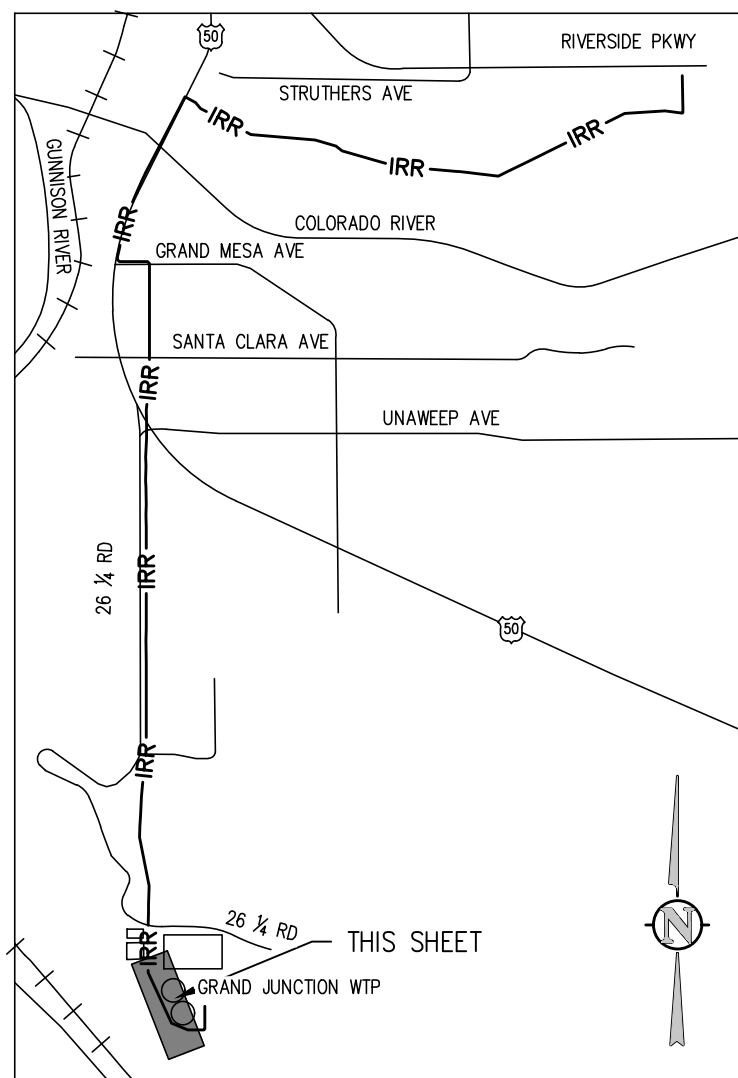 50
RIVERSIDE PKWY
STRUTHERS AVE
IRR
IRR
IRR
GUNNISON RIVER
IRR
COLORADO RIVER
GRAND MESA AVE
SANTA CLARA AVE
IRR
UNAWEEP AVE
26 ¼ RD
IRR
50
IRR
26 ¼ RD
IRR
THIS SHEET
GRAND JUNCTION WTP
N